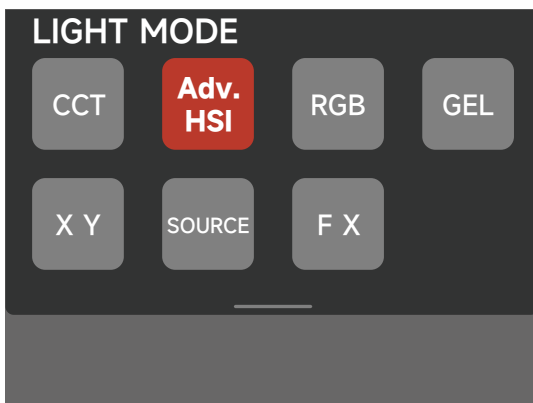 LIGHT MODE
CCT
Adv.
HSI
RGB
GEL
X Y
SOURCE
F X